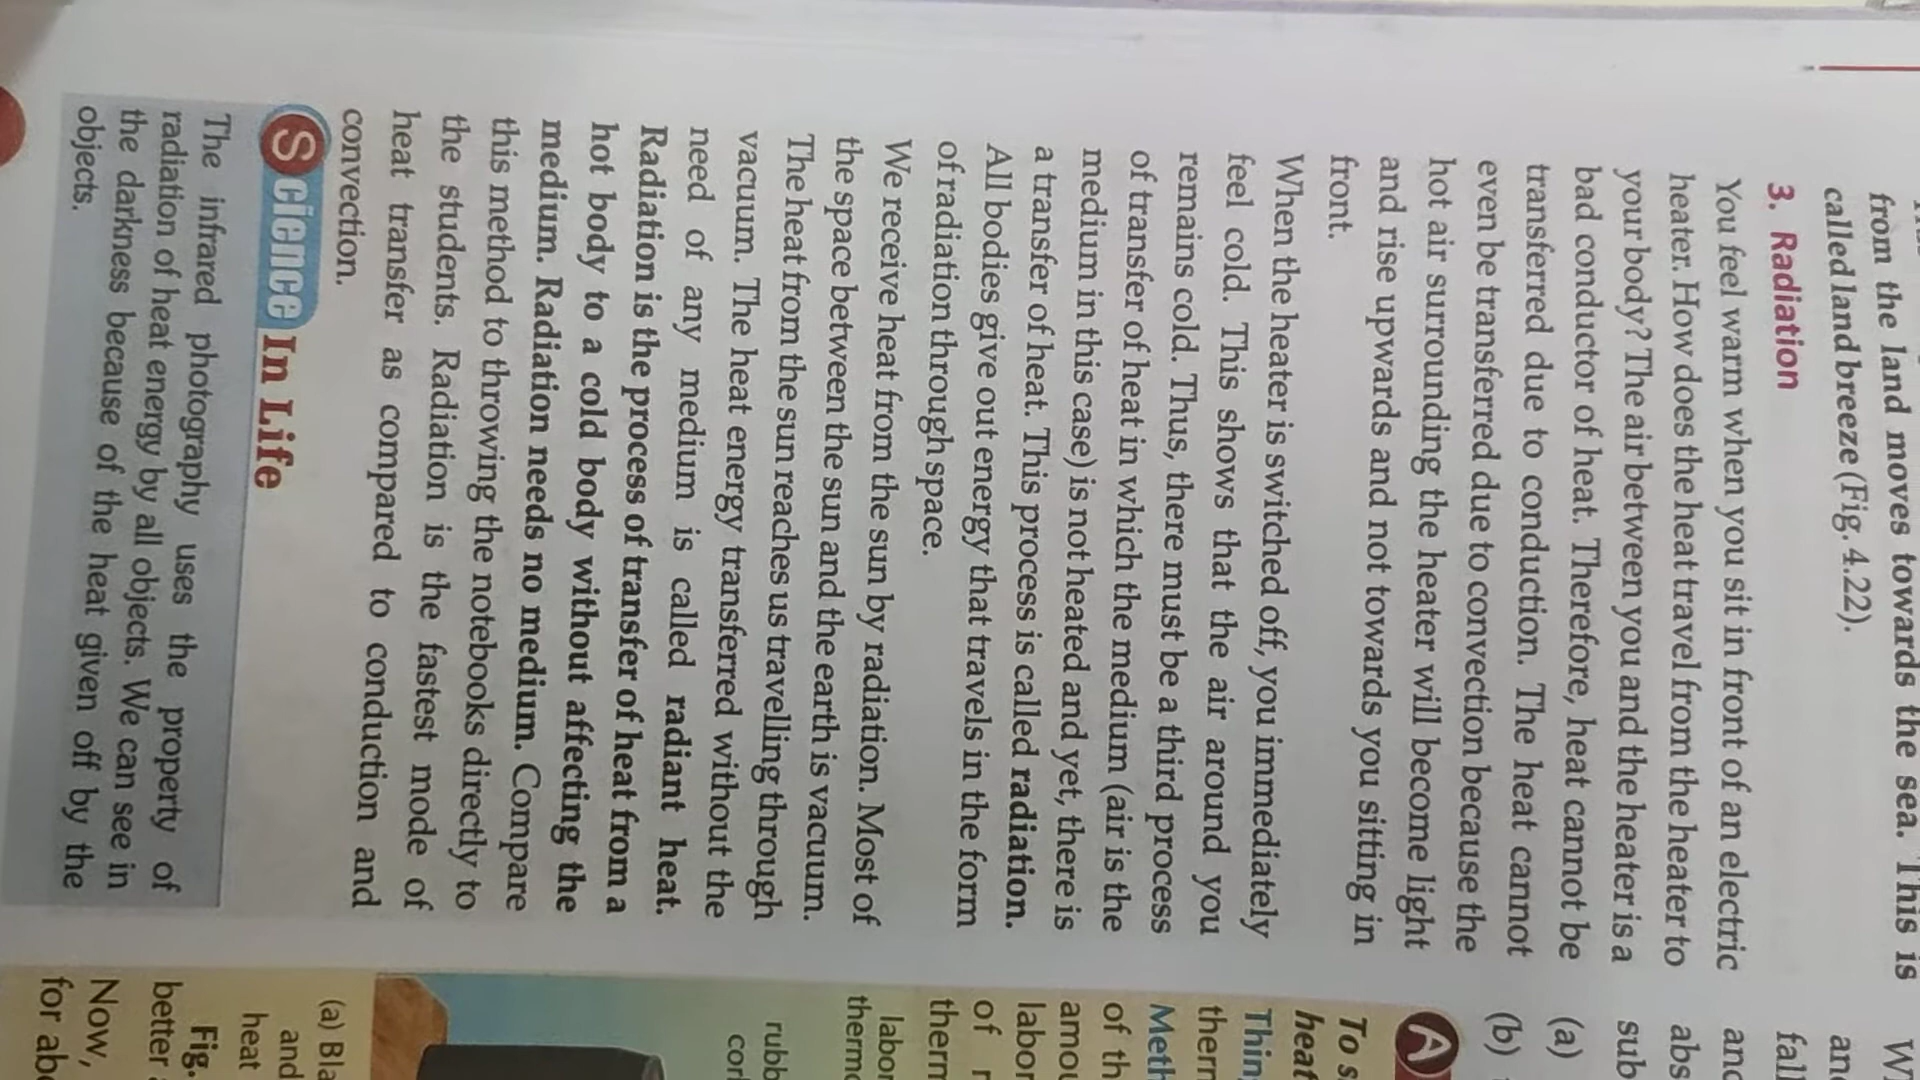 from the land moves towards the sea. This is
called land breeze (Fig. 4.22).
3. Radiation
You feel warm when you sit in front of an electric
heater. How does the heat travel from the heater to
your body? The air between you and the heater is a
bad conductor of heat. Therefore, heat cannot be
transferred due to conduction. The heat cannot
even be transferred due to convection because the
hot air surrounding the heater will become light
and rise upwards and not towards you sitting in
front.
When the heater is switched off, you immediately
feel cold. This shows that the air around you
remains cold. Thus, there must be a third process
of transfer of heat in which the medium (air is the
medium in this case) is not heated and yet, there is
a transfer of heat. This process is called radiation.
All bodies give out energy that travels in the form
of radiation through space.
We receive heat from the sun by radiation. Most of
the space between the sun and the earth is vacuum.
The heat from the sun reaches us travelling through
vacuum. The heat energy transferred without the
need of any medium is called radiant heat.
Radiation is the process of transfer of heat from a
hot body to a cold body without affecting the
medium. Radiation needs no medium. Compare
this method to throwing the notebooks directly to
the students. Radiation is the fastest mode of
heat transfer as compared to conduction and
convection.
Science In Life
The infrared photography uses the property of
radiation of heat energy by all objects. We can see in
the darkness because of the heat given off by the
objects.
(a)
(b)
A
To
heat
Meth
of th
of
(a) Bla
and
heat
Fig.
better
Now,
for